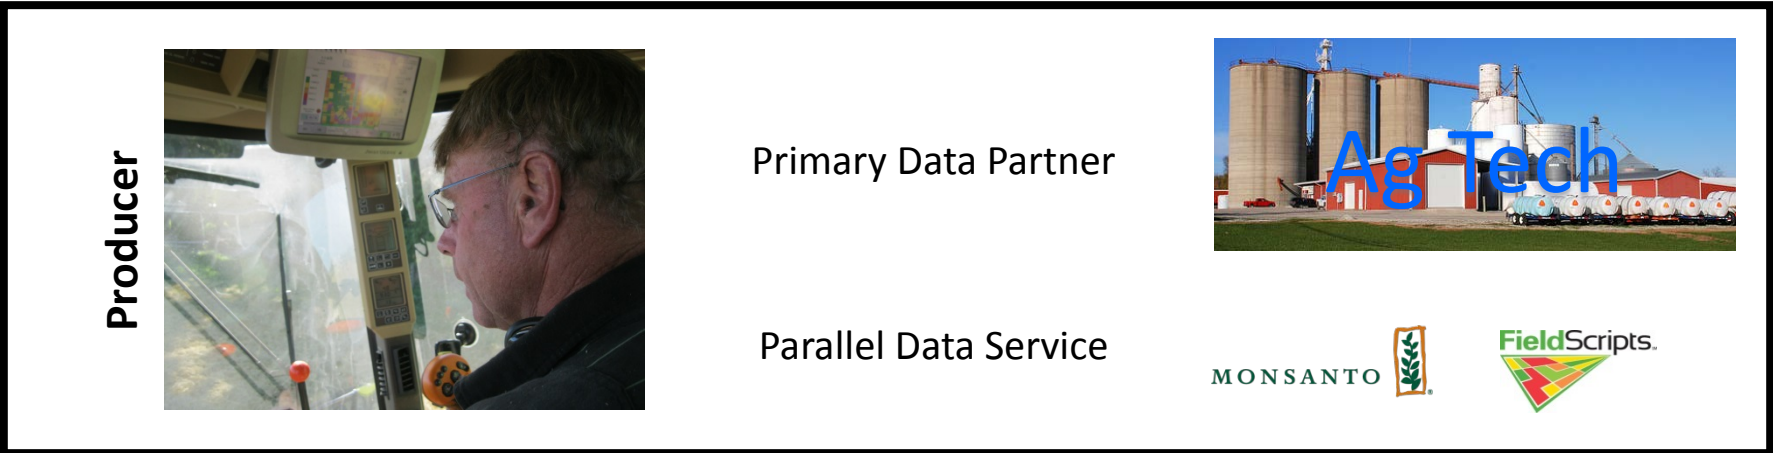 Producer
Primary Data Partner
Ag Tech
Parallel Data Service
MONSANTO
FieldScripts